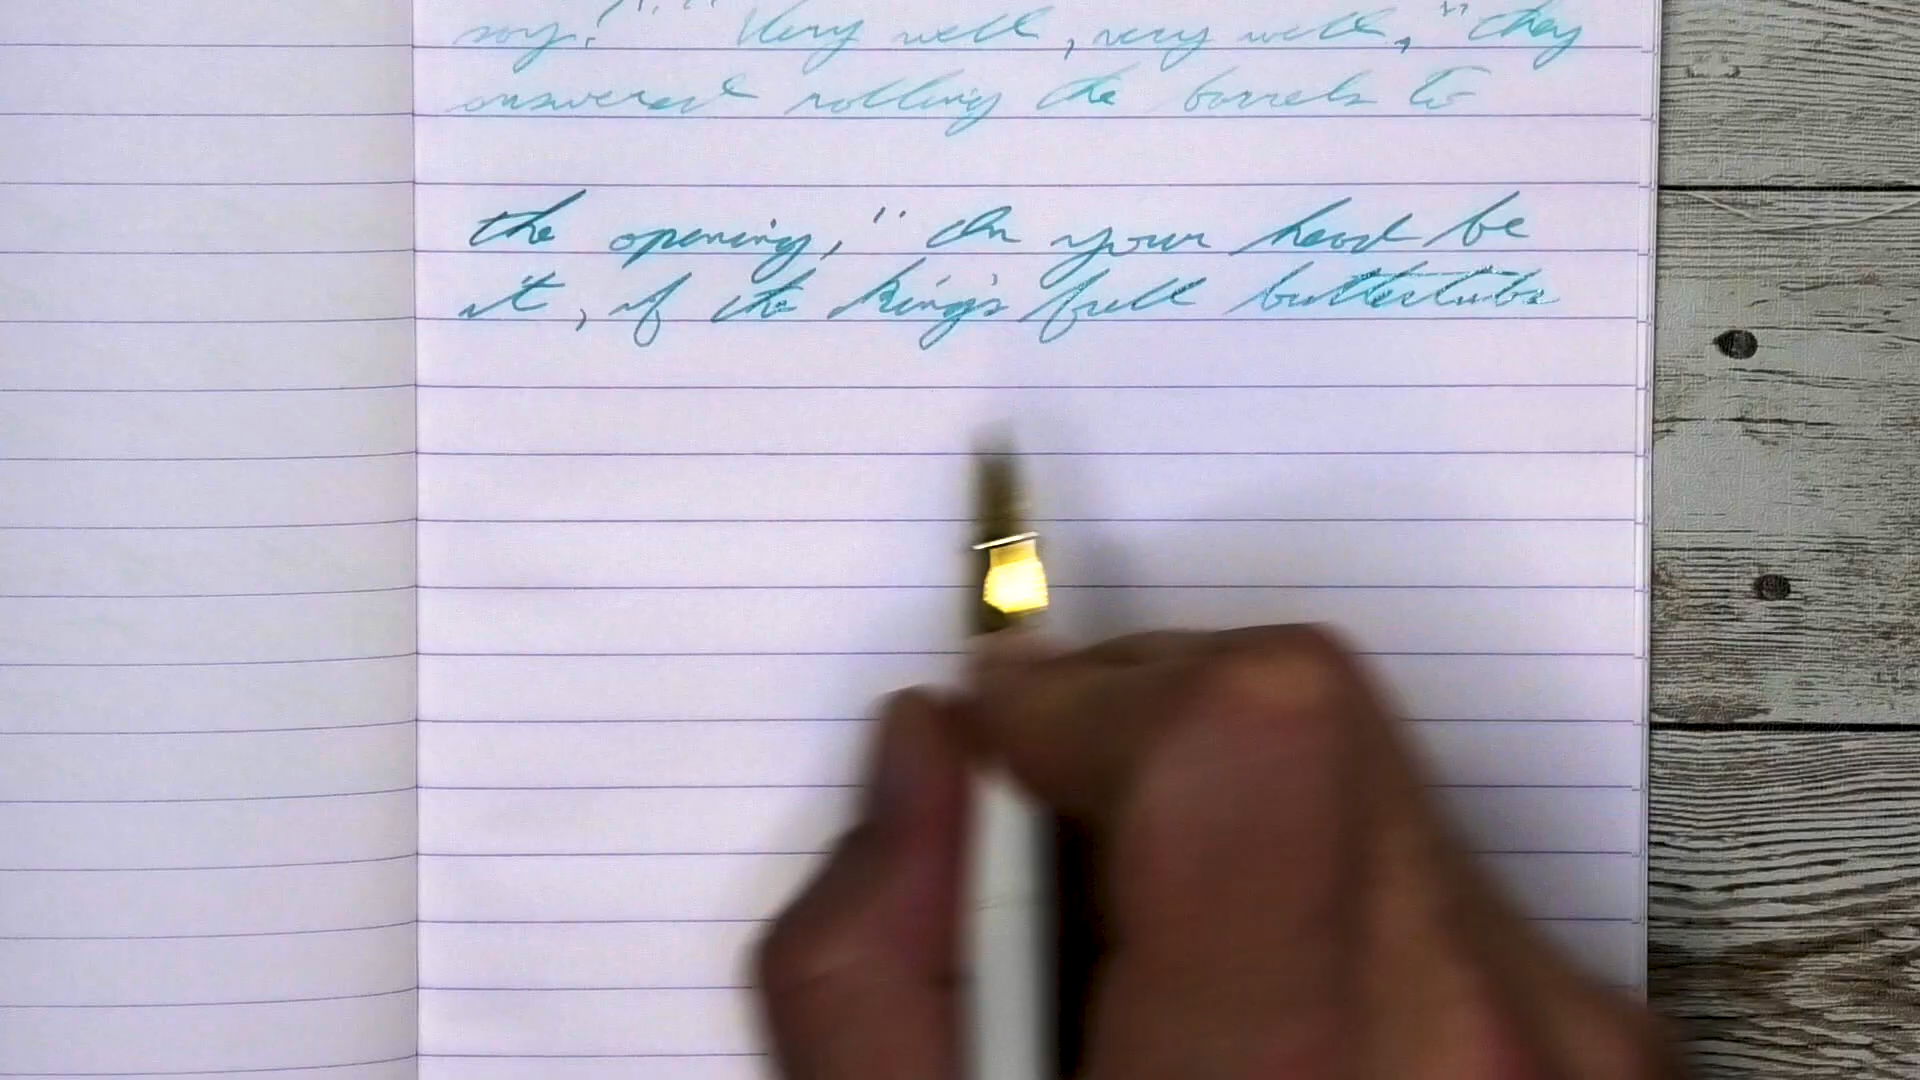 say!"" "Very well, very well," they
answered rolling the barrels to
the opening, "On your head be
it, if the king's full buttertubs